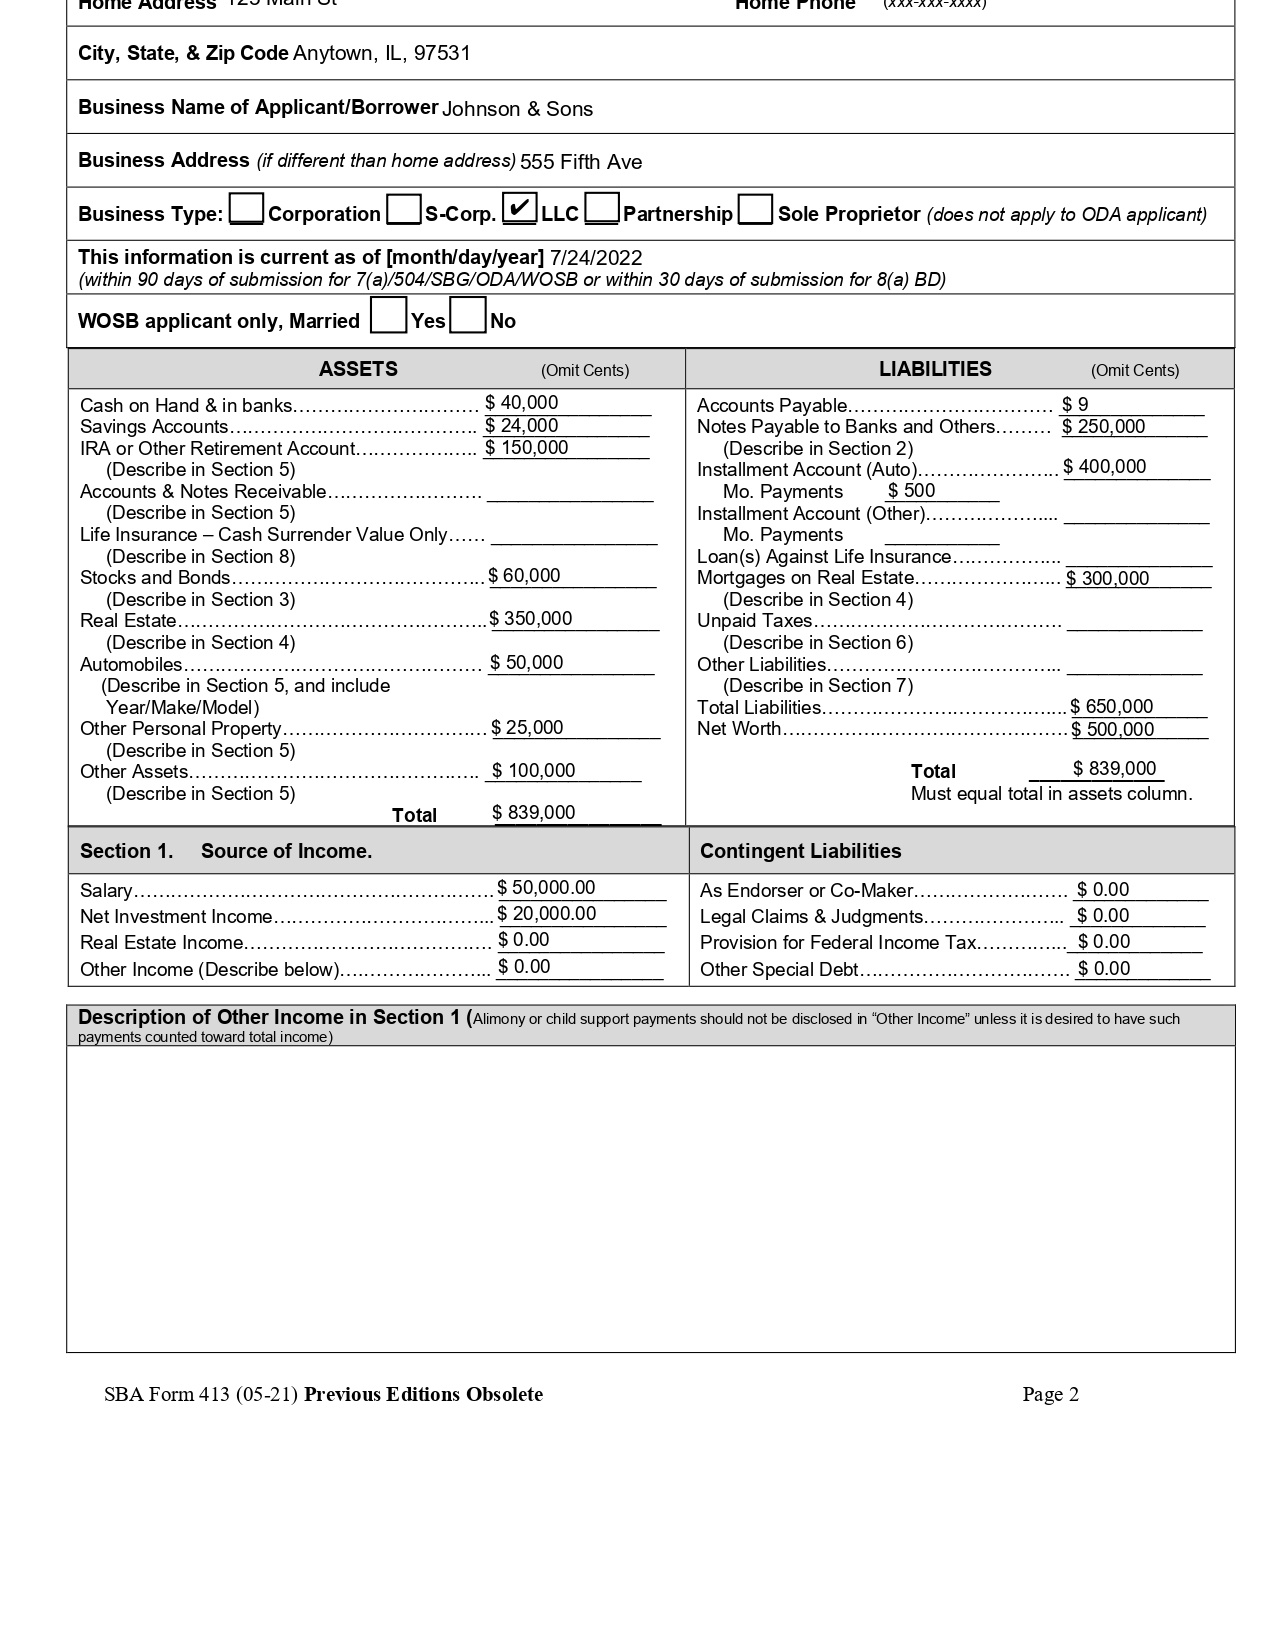 Home Address 123 Main St Home Phone (xxx-xxx-xxxx)
City, State, & Zip Code Anytown, IL, 97531
Business Name of Applicant/Borrower Johnson & Sons
Business Address (if different than home address) 555 Fifth Ave
Business Type: Corporation S-Corp. ✔ LLC Partnership Sole Proprietor (does not apply to ODA applicant)
This information is current as of [month/day/year] 7/24/2022
(within 90 days of submission for 7(a)/504/SBG/ODA/WOSB or within 30 days of submission for 8(a) BD)
WOSB applicant only, Married Yes No
ASSETS (Omit Cents)
Cash on Hand & in banks………………………… $ 40,000
Savings Accounts………………………………. $ 24,000
IRA or Other Retirement Account……………….. $ 150,000
(Describe in Section 5)
Accounts & Notes Receivable…………………… ________________
(Describe in Section 5)
Life Insurance – Cash Surrender Value Only…… ________________
(Describe in Section 8)
Stocks and Bonds……………………………….. $ 60,000
(Describe in Section 3)
Real Estate……………………………………….. $ 350,000
(Describe in Section 4)
Automobiles……………………………………… $ 50,000
(Describe in Section 5, and include
Year/Make/Model)
Other Personal Property………………………… $ 25,000
(Describe in Section 5)
Other Assets…………………………………….. $ 100,000
(Describe in Section 5)
Total $ 839,000
LIABILITIES (Omit Cents)
Accounts Payable………………………………… $ 9
Notes Payable to Banks and Others……… $ 250,000
(Describe in Section 2)
Installment Account (Auto)………………….. $ 400,000
Mo. Payments $ 500
Installment Account (Other)……………….... _____________
Mo. Payments ___________
Loan(s) Against Life Insurance…………….... _____________
Mortgages on Real Estate………………….. $ 300,000
(Describe in Section 4)
Unpaid Taxes…………………………………… _____________
(Describe in Section 6)
Other Liabilities……………………………….. _____________
(Describe in Section 7)
Total Liabilities………………………………….. $ 650,000
Net Worth……………………………………… $ 500,000
Total $ 839,000
Must equal total in assets column.
Section 1. Source of Income.
Salary……………………………………………. $ 50,000.00
Net Investment Income……………………….. $ 20,000.00
Real Estate Income……………………………. $ 0.00
Other Income (Describe below)……………….. $ 0.00
Contingent Liabilities
As Endorser or Co-Maker……………………. $ 0.00
Legal Claims & Judgments………………….. $ 0.00
Provision for Federal Income Tax………….. $ 0.00
Other Special Debt…………………………… $ 0.00
Description of Other Income in Section 1 (Alimony or child support payments should not be disclosed in “Other Income” unless it is desired to have such
payments counted toward total income)
SBA Form 413 (05-21) Previous Editions Obsolete Page 2